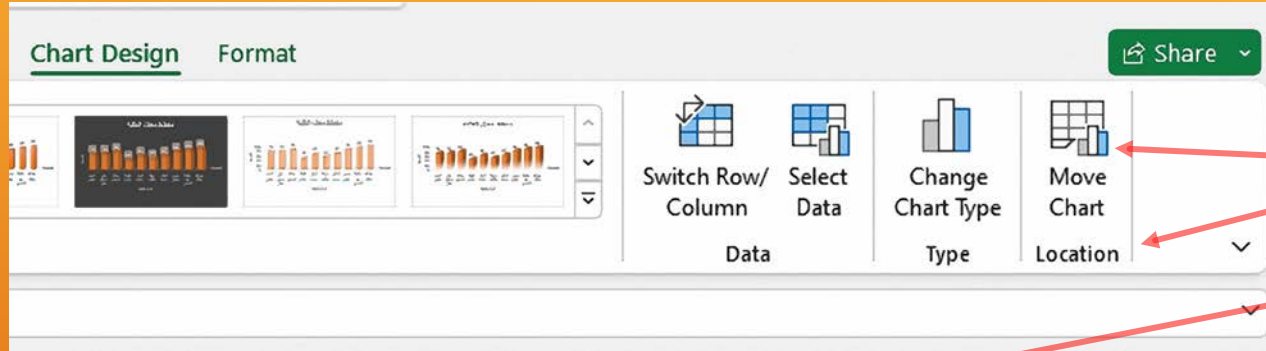 Chart Design Format Share
Switch Row/ Select Change Move
Column Data Chart Type Chart
Data Type Location